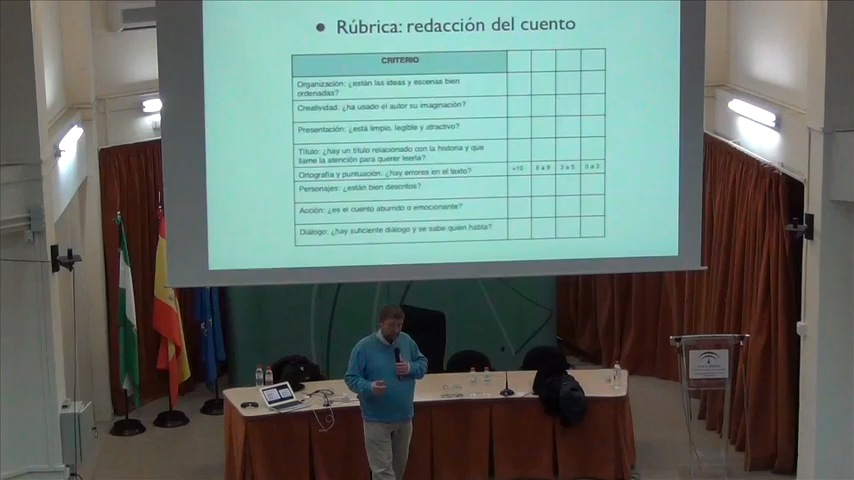 • Rúbrica: redacción del cuento
CRITERIO
Organización: ¿están las ideas y escenas bien
ordenadas?
Creatividad: ¿ha usado el autor su imaginación?
Presentación: ¿está limpio, legible y atractivo?
Título: ¿hay un título relacionado con la historia y que
llame la atención para querer leerla?
Ortografía y puntuación: ¿hay errores en el texto? +10 6 a 9 3 a 5 0 a 3
Personajes: ¿están bien descritos?
Acción: ¿es el cuento aburrido o emocionante?
Diálogo: ¿hay suficiente diálogo y se sabe quien habla?